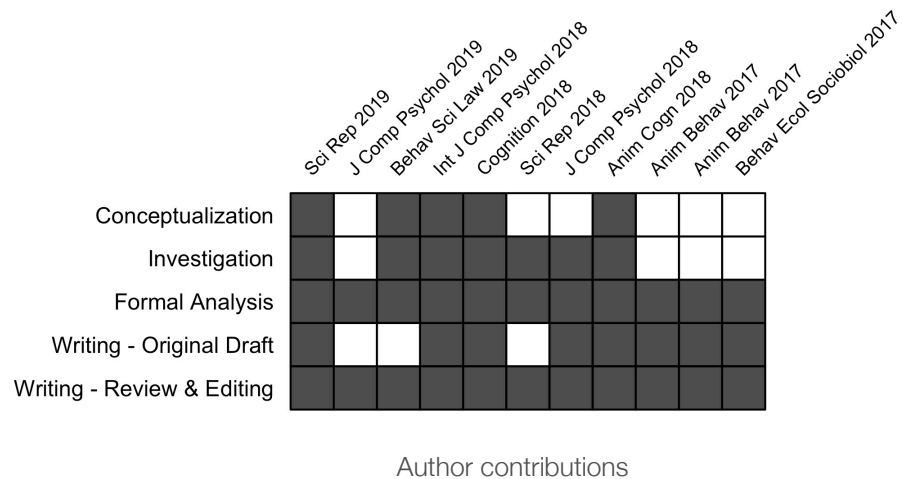 Sci Rep 2019
J Comp Psychol 2019
Behav Sci Law 2019
Int J Comp Psychol 2018
Cognition 2018
Sci Rep 2018
J Comp Psychol 2018
Anim Cogn 2018
Anim Behav 2017
Anim Behav 2017
Behav Ecol Sociobiol 2017
Conceptualization
Investigation
Formal Analysis
Writing - Original Draft
Writing - Review & Editing
Author contributions